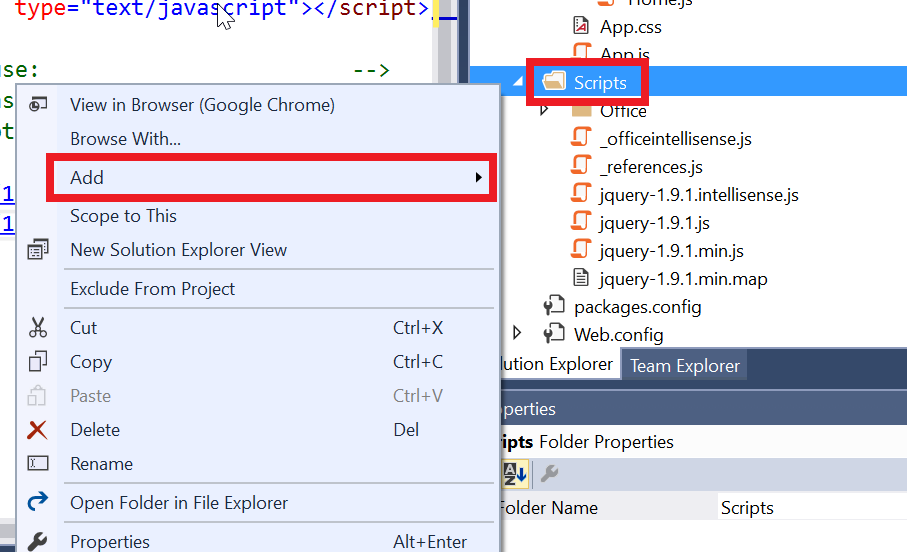 type="text/javascript"></script>
use:
-->
View in Browser (Google Chrome)
Browse With...
Add
Scope to This
New Solution Explorer View
Exclude From Project
Cut Ctrl+X
Copy Ctrl+C
Paste Ctrl+V
Delete Del
Rename
Open Folder in File Explorer
Properties Alt+Enter
Home.js
App.css
App.js
Scripts
Office
_officeintellisense.js
_references.js
jquery-1.9.1.intellisense.js
jquery-1.9.1.js
jquery-1.9.1.min.js
jquery-1.9.1.min.map
packages.config
Web.config
lution Explorer Team Explorer
perties
ipts Folder Properties
Folder Name Scripts